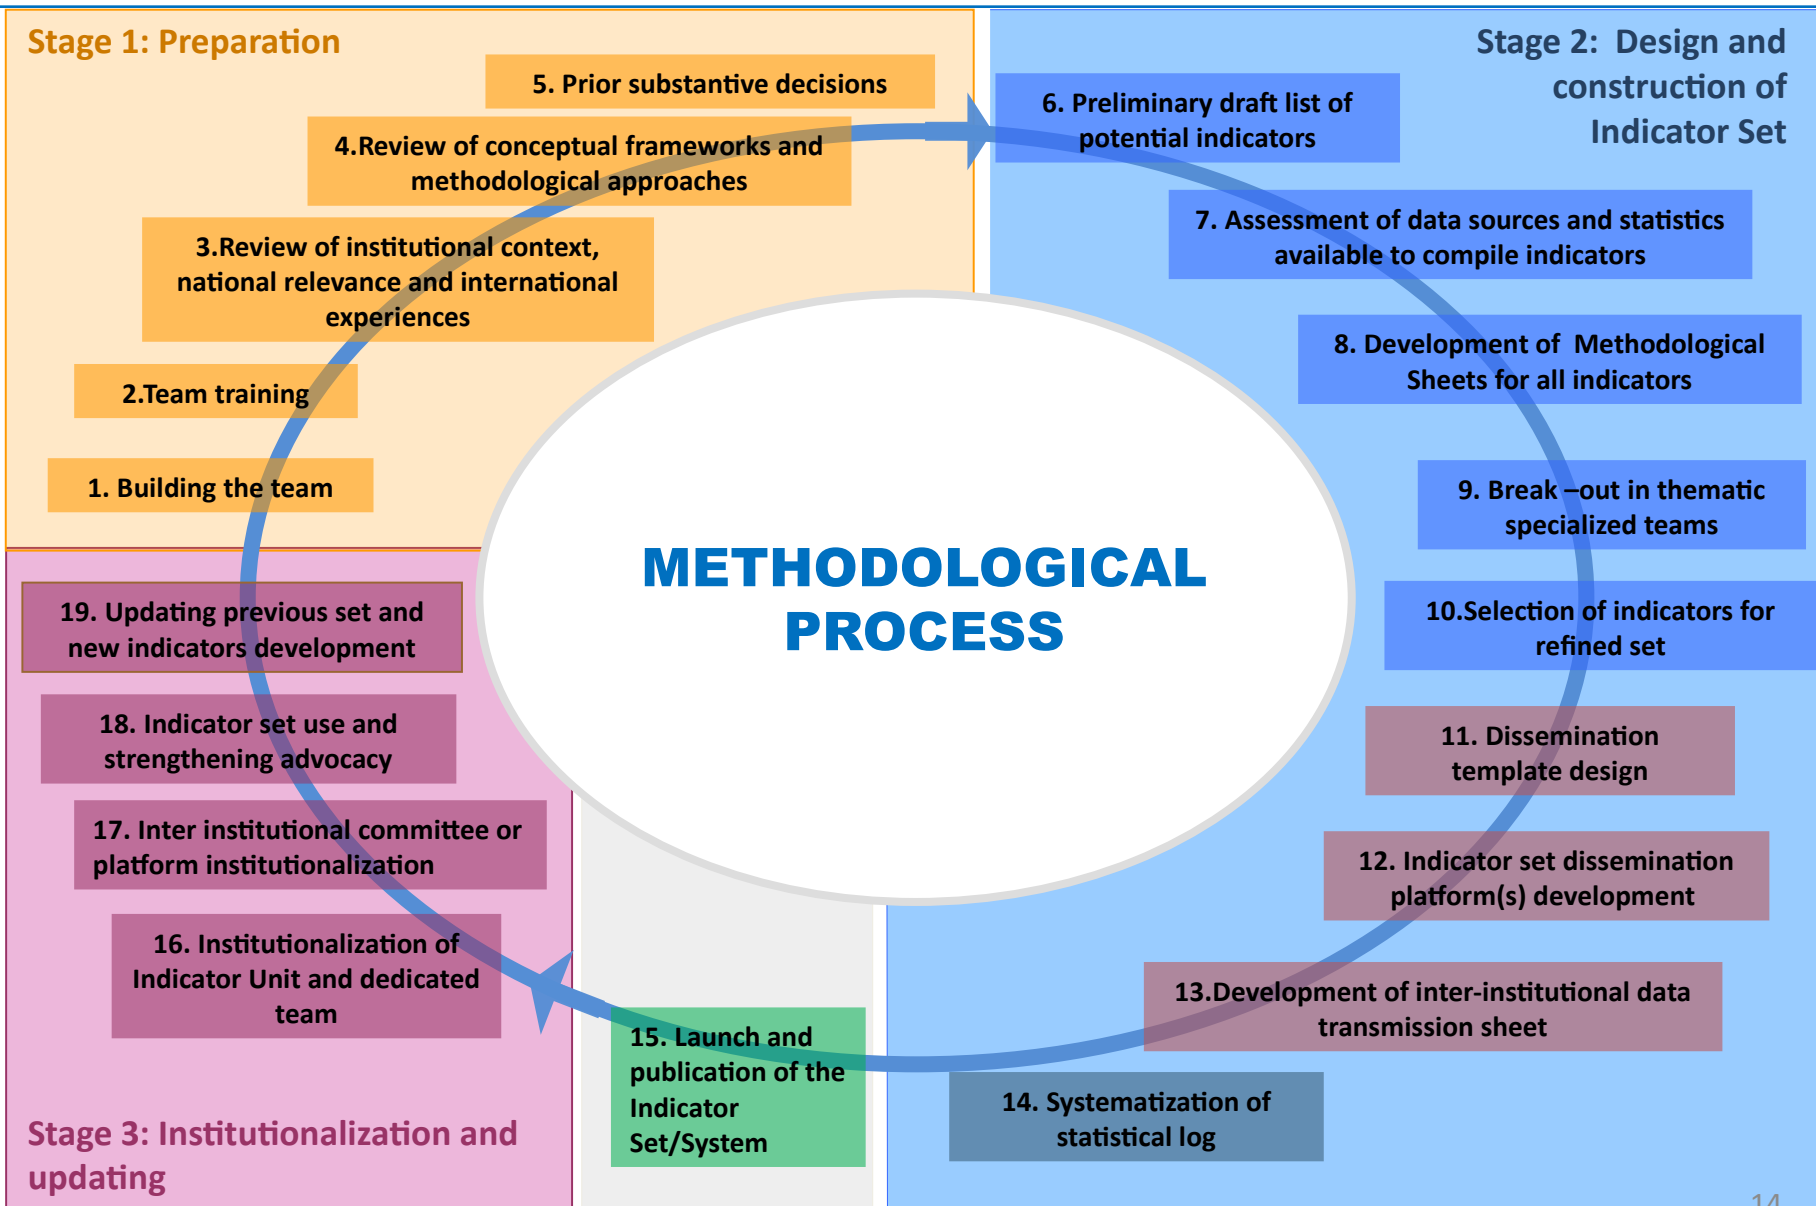 Stage 1: Preparation
5. Prior substantive decisions
4.Review of conceptual frameworks and
methodological approaches
3.Review of institutional context,
national relevance and international
experiences
2.Team training
1. Building the team
Stage 2:  Design and
construction of
Indicator Set
6. Preliminary draft list of
potential indicators
7. Assessment of data sources and statistics
available to compile indicators
8. Development of  Methodological
Sheets for all indicators
9. Break –out in thematic
specialized teams
10.Selection of indicators for
refined set
11. Dissemination
template design
12. Indicator set dissemination
platform(s) development
13.Development of inter-institutional data
transmission sheet
14. Systematization of
statistical log
METHODOLOGICAL
PROCESS
15. Launch and
publication of the
Indicator
Set/System
19. Updating previous set and
new indicators development
18. Indicator set use and
strengthening advocacy
17. Inter institutional committee or
platform institutionalization
16. Institutionalization of
Indicator Unit and dedicated
team
Stage 3: Institutionalization and
updating
14